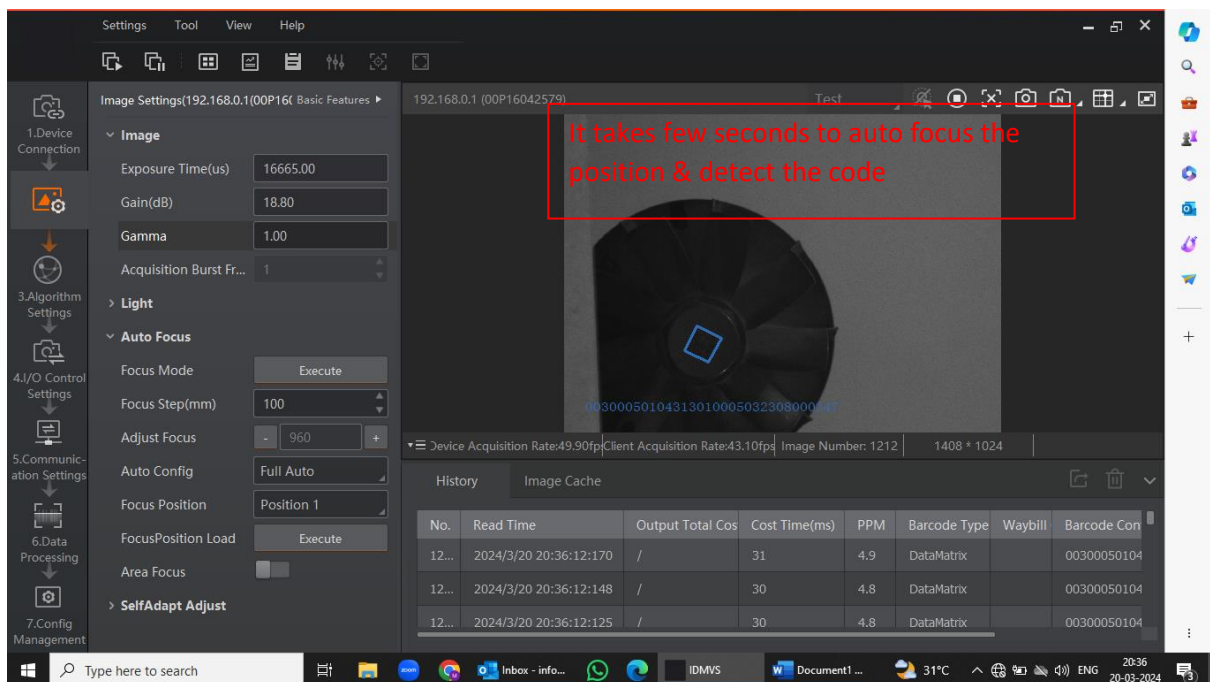 Settings Tool View Help
Image Settings(192.168.0.1(00P16( Basic Features
192.168.0.1 (00P16042579) Test
It takes few seconds to auto focus the
position & detect the code
1.Device
Connection
3.Algorithm
Settings
4.I/O Control
Settings
5.Communic-
ation Settings
6.Data
Processing
7.Config
Management
Image
Exposure Time(us) 16665.00
Gain(dB) 18.80
Gamma 1.00
Acquisition Burst Fr... 1
Light
Auto Focus
Focus Mode Execute
Focus Step(mm) 100
Adjust Focus - 960 +
Auto Config Full Auto
Focus Position Position 1
FocusPosition Load Execute
Area Focus
SelfAdapt Adjust
Device Acquisition Rate:49.90fp Client Acquisition Rate:43.10fps Image Number: 1212 1408 * 1024
History Image Cache
No. Read Time Output Total Cos Cost Time(ms) PPM Barcode Type Waybill Barcode Con
12... 2024/3/20 20:36:12:170 / 31 4.9 DataMatrix 00300050104
12... 2024/3/20 20:36:12:148 / 30 4.8 DataMatrix 00300050104
12... 2024/3/20 20:36:12:125 / 30 4.8 DataMatrix 00300050104
Type here to search
zoom
Inbox - info...
IDMVS
Document1 ...
31°C
ENG
20:36
20-03-2024
3